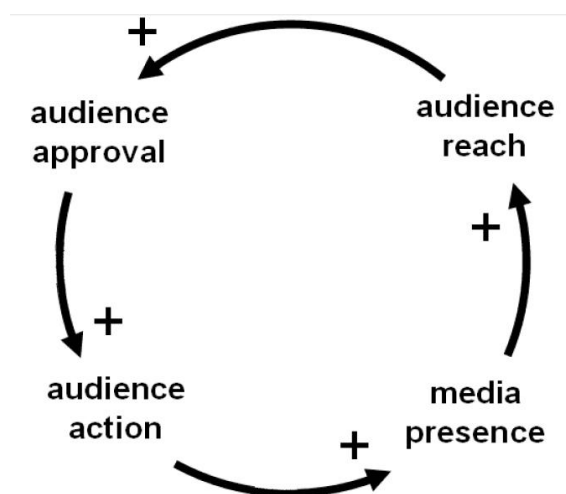 +
audience
approval
audience
reach
+
+
audience
action
media
presence
+